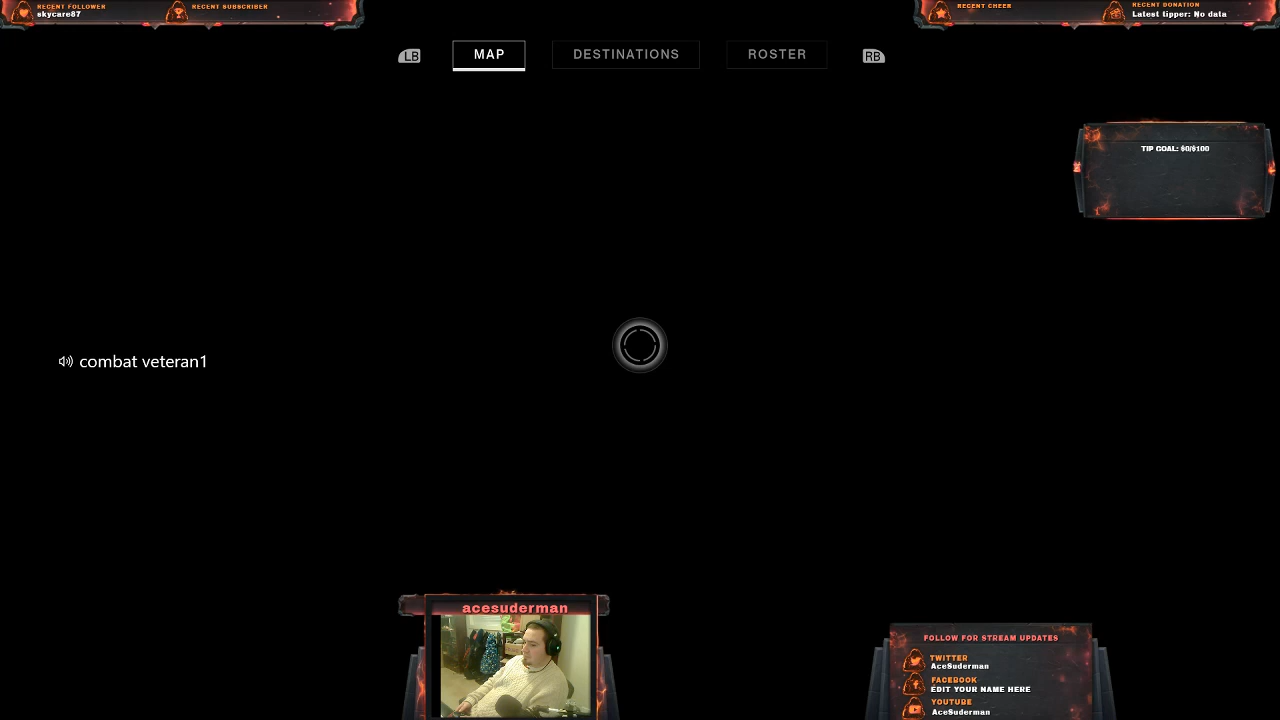 RECENT FOLLOWER
skycare87
RECENT SUBSCRIBER
RECENT CHEER
RECENT DONATION
Latest tipper: No data
LB
MAP
DESTINATIONS
ROSTER
RB
TIP GOAL: $0/$100
combat veteran1
acesuderman
FOLLOW FOR STREAM UPDATES
TWITTER
AceSuderman
FACEBOOK
EDIT YOUR NAME HERE
YOUTUBE
AceSuderman